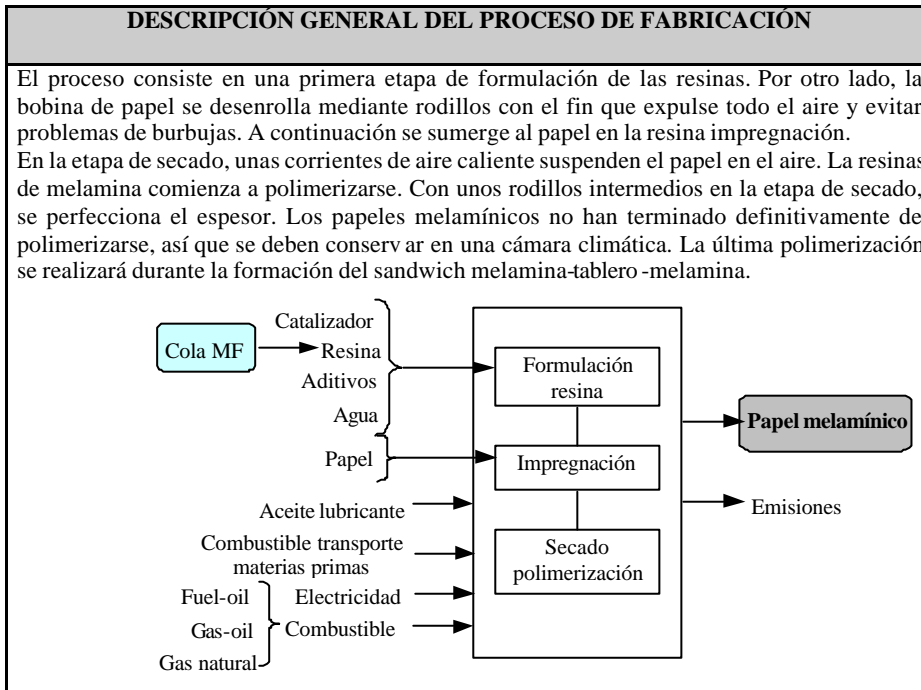 DESCRIPCIÓN GENERAL DEL PROCESO DE FABRICACIÓN
El proceso consiste en una primera etapa de formulación de las resinas. Por otro lado, la
bobina de papel se desenrolla mediante rodillos con el fin que expulse todo el aire y evitar
problemas de burbujas. A continuación se sumerge al papel en la resina impregnación.
En la etapa de secado, unas corrientes de aire caliente suspenden el papel en el aire. La resinas
de melamina comienza a polimerizarse. Con unos rodillos intermedios en la etapa de secado,
se perfecciona el espesor. Los papeles melamínicos no han terminado definitivamente de
polimerizarse, así que se deben conserv ar en una cámara climática. La última polimerización
se realizará durante la formación del sandwich melamina-tablero -melamina.
Cola MF
Catalizador
Resina
Aditivos
Agua
Papel
Aceite lubricante
Combustible transporte
materias primas
Electricidad
Combustible
Fuel-oil
Gas-oil
Gas natural
Formulación
resina
Impregnación
Secado
polimerización
Papel melamínico
Emisiones